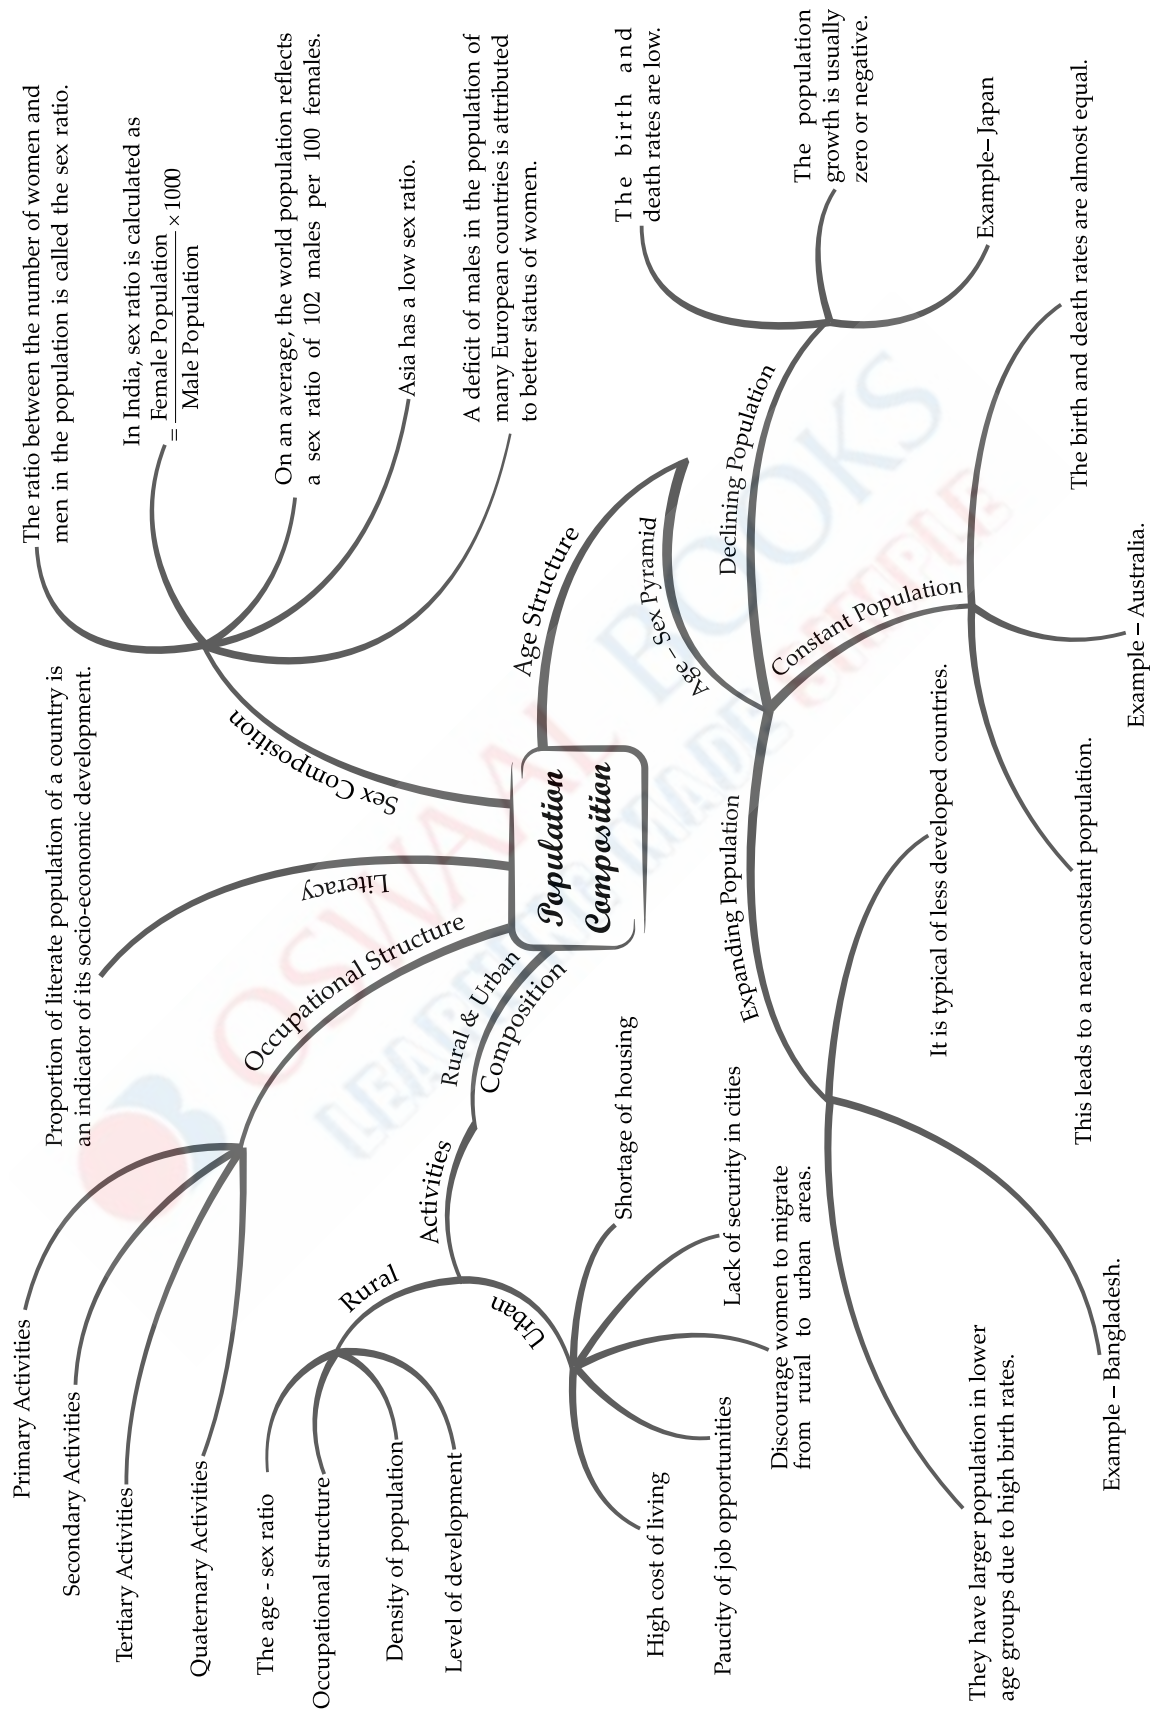 Population
Composition
Sex Composition
The ratio between the number of women and
men in the population is called the sex ratio.
In India, sex ratio is calculated as
= Female Population / Male Population × 1000
On an average, the world population reflects
a sex ratio of 102 males per 100 females.
Asia has a low sex ratio.
A deficit of males in the population of
many European countries is attributed
to better status of women.
Age Structure
Age – Sex Pyramid
Declining Population
The birth and
death rates are low.
The population
growth is usually
zero or negative.
Example– Japan
Constant Population
The birth and death rates are almost equal.
Example – Australia.
This leads to a near constant population.
Expanding Population
It is typical of less developed countries.
Example – Bangladesh.
They have larger population in lower
age groups due to high birth rates.
Literacy
Proportion of literate population of a country is
an indicator of its socio-economic development.
Occupational Structure
Primary Activities
Secondary Activities
Tertiary Activities
Quaternary Activities
Rural & Urban
Composition
Activities
Rural
The age - sex ratio
Occupational structure
Density of population
Level of development
Urban
Shortage of housing
Lack of security in cities
Discourage women to migrate
from rural to urban areas.
Paucity of job opportunities
High cost of living
OSWAAL BOOKS
LEARNING MADE SIMPLE